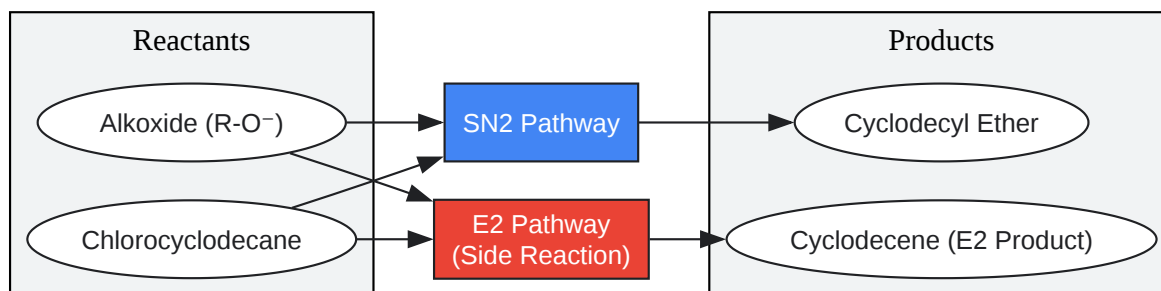 Reactants
Products
Alkoxide (R-O⁻)
SN2 Pathway
Cyclodecyl Ether
Chlorocyclodecane
E2 Pathway
(Side Reaction)
Cyclodecene (E2 Product)